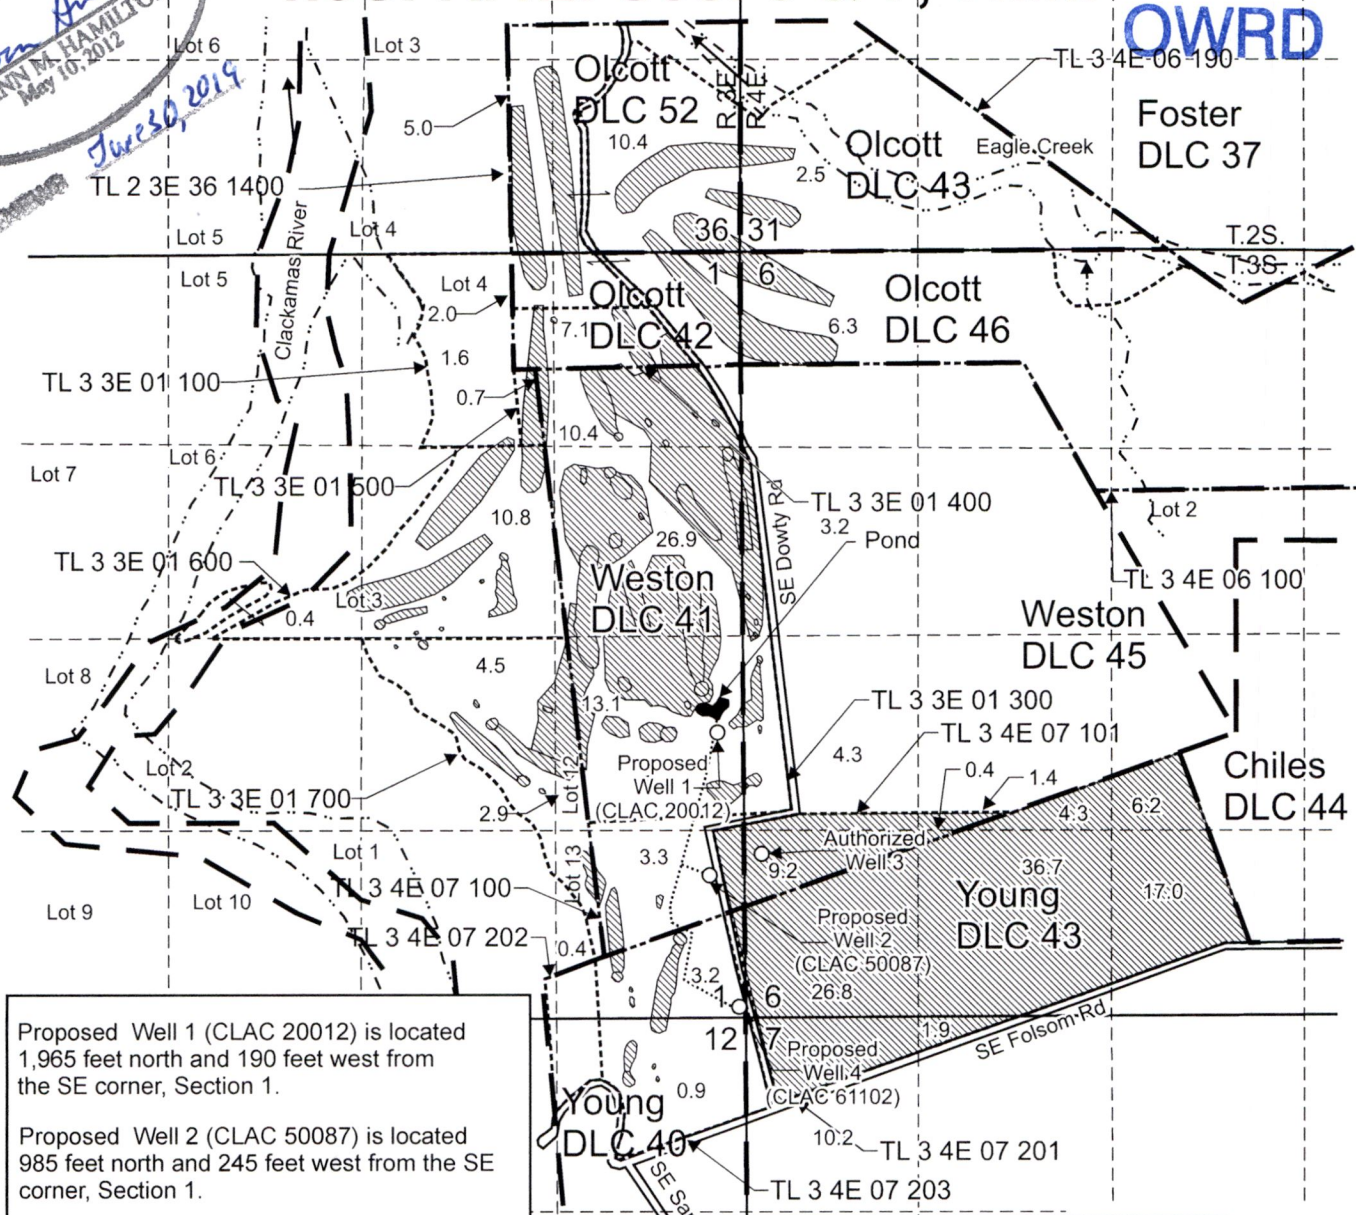 OWRD
HAMILTON
May 10, 2012
June 30, 2019
Lot 6
Lot 3
5.0
Olcott
DLC 52
10.4
R.3E.
R.4E.
TL 3 4E 06 190
Foster
DLC 37
Olcott
DLC 43
Eagle Creek
2.5
TL 2 3E 36 1400
Clackamas River
Lot 5
Lot 4
36 31
T.2S.
T.3S.
Lot 5
Lot 4
1 6
2.0
Olcott
DLC 42
7.1
Olcott
DLC 46
6.3
1.6
TL 3 3E 01 100
0.7
10.4
Lot 7
Lot 6
TL 3 3E 01 500
TL 3 3E 01 400
SE Dowty Rd
Lot 2
10.8
26.9
3.2
Pond
TL 3 3E 01 600
Weston
DLC 41
TL 3 4E 06 100
Lot 3
0.4
Weston
DLC 45
4.5
Lot 8
13.1
TL 3 3E 01 300
TL 3 4E 07 101
4.3
0.4
1.4
Proposed
Well 1
(CLAC 20012)
Lot 12
Lot 2
TL 3 3E 01 700
2.9
Chiles
DLC 44
4.3
6.2
Authorized
Well 3
9.2
Lot 1
3.3
36.7
Lot 13
TL 3 4E 07 100
Young
DLC 43
17.0
Lot 9
Lot 10
Proposed
Well 2
(CLAC 50087)
TL 3 4E 07 202
0.4
3.2
26.8
1 6
12 7
1.9
SE Folsom Rd
Proposed
Well 4
(CLAC 61102)
0.9
Young
DLC 40
10.2
TL 3 4E 07 201
TL 3 4E 07 203
Proposed Well 1 (CLAC 20012) is located
1,965 feet north and 190 feet west from
the SE corner, Section 1.
Proposed Well 2 (CLAC 50087) is located
985 feet north and 245 feet west from the SE
corner, Section 1.